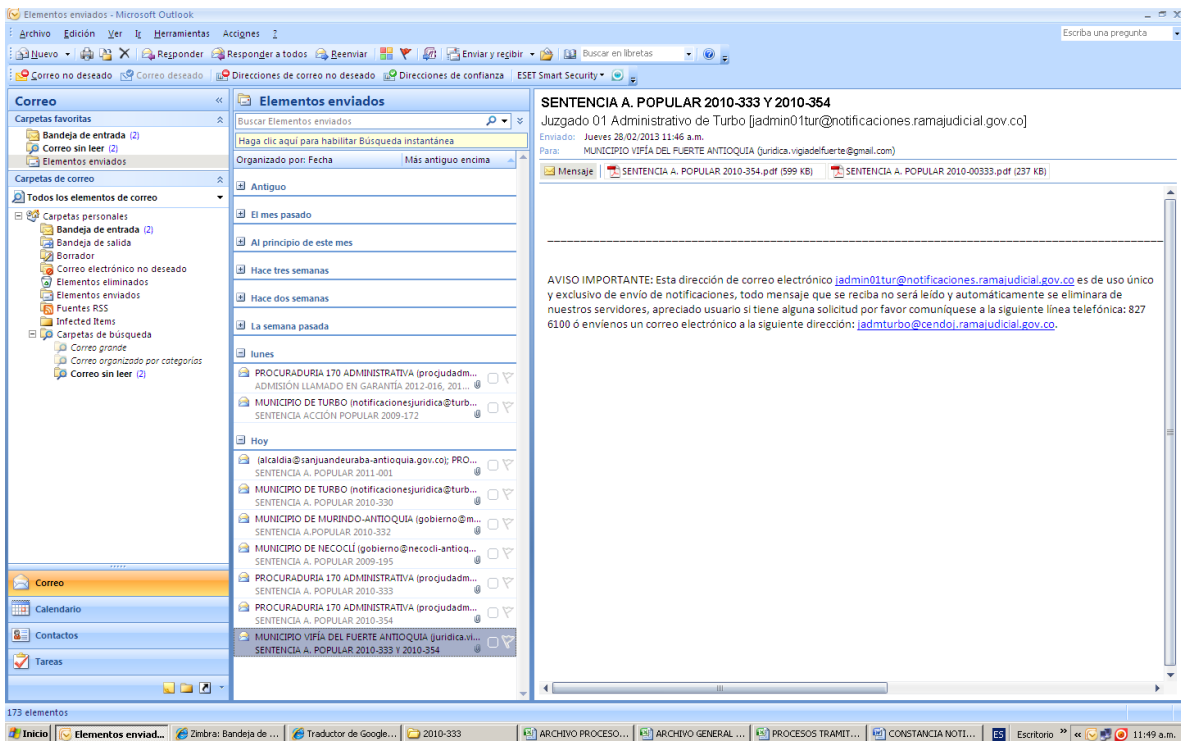 Elementos enviados - Microsoft Outlook
Archivo Edición Ver Ir Herramientas Acciones ?
Escriba una pregunta
Nuevo Responder Responder a todos Reenviar Enviar y recibir Buscar en libretas
Correo no deseado Correo deseado Direcciones de correo no deseado Direcciones de confianza ESET Smart Security
Correo «
Carpetas favoritas
Bandeja de entrada (2)
Correo sin leer (2)
Elementos enviados
Carpetas de correo
Todos los elementos de correo
Carpetas personales
Bandeja de entrada (2)
Bandeja de salida
Borrador
Correo electrónico no deseado
Elementos eliminados
Elementos enviados
Fuentes RSS
Infected Items
Carpetas de búsqueda
Correo grande
Correo organizado por categorías
Correo sin leer (2)
Correo
Calendario
Contactos
Tareas
Elementos enviados
Buscar Elementos enviados
Haga clic aquí para habilitar Búsqueda instantánea
Organizado por: Fecha Más antiguo encima
Antiguo
El mes pasado
Al principio de este mes
Hace tres semanas
Hace dos semanas
La semana pasada
lunes
PROCURADURIA 170 ADMINISTRATIVA (procjudadm...
ADMISIÓN LLAMADO EN GARANTÍA 2012-016, 201...
MUNICIPIO DE TURBO (notificacionesjuridica@turb...
SENTENCIA ACCIÓN POPULAR 2009-172
Hoy
(alcaldia@sanjuandeuraba-antioquia.gov.co); PRO...
SENTENCIA A. POPULAR 2011-001
MUNICIPIO DE TURBO (notificacionesjuridica@turb...
SENTENCIA A. POPULAR 2010-330
MUNICIPIO DE MURINDO-ANTIOQUIA (gobierno@m...
SENTENCIA A.POPULAR 2010-332
MUNICIPIO DE NECOCLÍ (gobierno@necocli-antioq...
SENTENCIA A. POPULAR 2009-195
PROCURADURIA 170 ADMINISTRATIVA (procjudadm...
SENTENCIA A. POPULAR 2010-333
PROCURADURIA 170 ADMINISTRATIVA (procjudadm...
SENTENCIA A. POPULAR 2010-354
MUNICIPIO VIFÍA DEL FUERTE ANTIOQUIA (juridica.vi...
SENTENCIA A. POPULAR 2010-333 Y 2010-354
SENTENCIA A. POPULAR 2010-333 Y 2010-354
Juzgado 01 Administrativo de Turbo [jadmin01tur@notificaciones.ramajudicial.gov.co]
Enviado: Jueves 28/02/2013 11:46 a.m.
Para: MUNICIPIO VIFÍA DEL FUERTE ANTIOQUIA (juridica.vigiadelfuerte@gmail.com)
Mensaje SENTENCIA A. POPULAR 2010-354.pdf (599 KB) SENTENCIA A. POPULAR 2010-00333.pdf (237 KB)
AVISO IMPORTANTE: Esta dirección de correo electrónico jadmin01tur@notificaciones.ramajudicial.gov.co es de uso único
y exclusivo de envío de notificaciones, todo mensaje que se reciba no será leído y automáticamente se eliminara de
nuestros servidores, apreciado usuario si tiene alguna solicitud por favor comuníquese a la siguiente línea telefónica: 827
6100 ó envíenos un correo electrónico a la siguiente dirección: jadmturbo@cendoj.ramajudicial.gov.co.
173 elementos
Inicio Elementos enviad... Zimbra: Bandeja de ... Traductor de Google... 2010-333 ARCHIVO PROCESO... ARCHIVO GENERAL ... PROCESOS TRAMIT... CONSTANCIA NOTI... ES Escritorio » « 11:49 a.m.